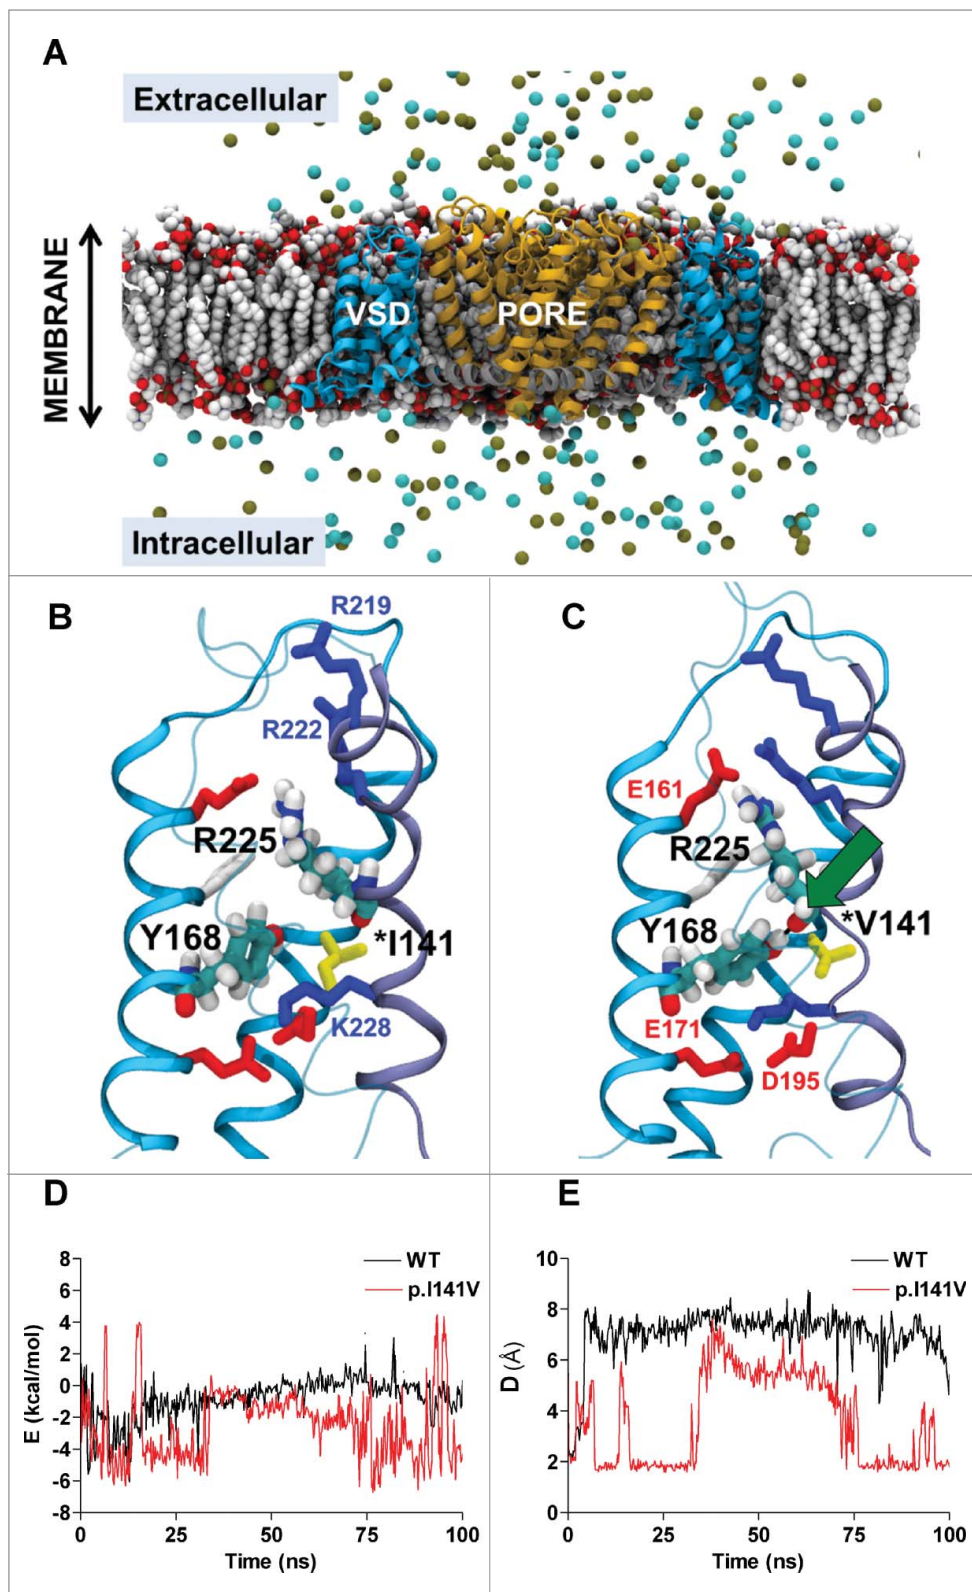 A
Extracellular
MEMBRANE
VSD
PORE
Intracellular
B
R219
R222
R225
Y168
*I141
K228
C
E161
R225
Y168
*V141
E171
D195
D
WT
p.I141V
8
6
4
2
0
-2
-4
-6
-8
E (kcal/mol)
0
25
50
75
100
Time (ns)
E
WT
p.I141V
10
8
6
4
2
0
D (Å)
0
25
50
75
100
Time (ns)